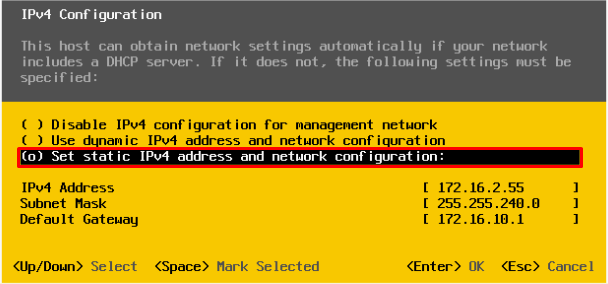 IPv4 Configuration
This host can obtain network settings automatically if your network
includes a DHCP server. If it does not, the following settings must be
specified:
( ) Disable IPv4 configuration for management network
( ) Use dynamic IPv4 address and network configuration
(o) Set static IPv4 address and network configuration:
IPv4 Address [ 172.16.2.55 ]
Subnet Mask [ 255.255.240.0 ]
Default Gateway [ 172.16.10.1 ]
<Up/Down> Select <Space> Mark Selected <Enter> OK <Esc> Cancel